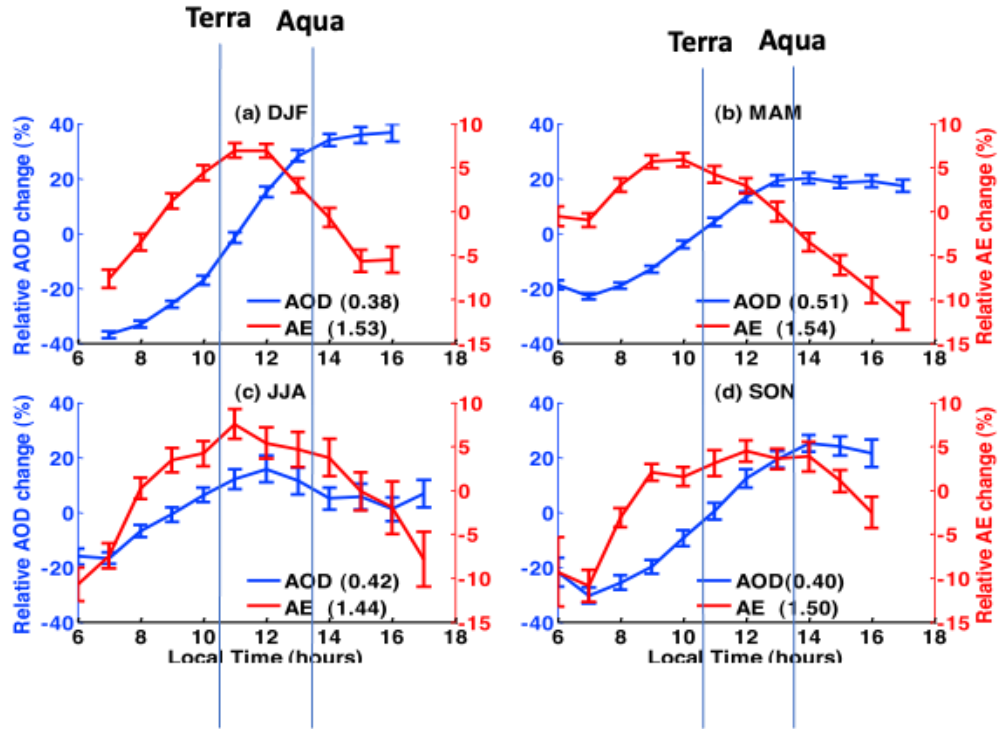 Terra Aqua
Terra Aqua
(a) DJF
(b) MAM
Relative AOD change (%)
40
20
0
-20
-40
10
5
0
-5
-10
-15
AOD (0.38)
AE (1.53)
6 8 10 12 14 16 18
40
20
0
-20
-40
10
5
0
-5
-10
-15
Relative AE change (%)
AOD (0.51)
AE (1.54)
6 8 10 12 14 16 18
(c) JJA
(d) SON
Relative AOD change (%)
40
20
0
-20
-40
10
5
0
-5
-10
-15
AOD (0.42)
AE (1.44)
6 8 10 12 14 16 18
Local Time (hours)
40
20
0
-20
-40
10
5
0
-5
-10
-15
Relative AE change (%)
AOD(0.40)
AE (1.50)
6 8 10 12 14 16 18
Local Time (hours)